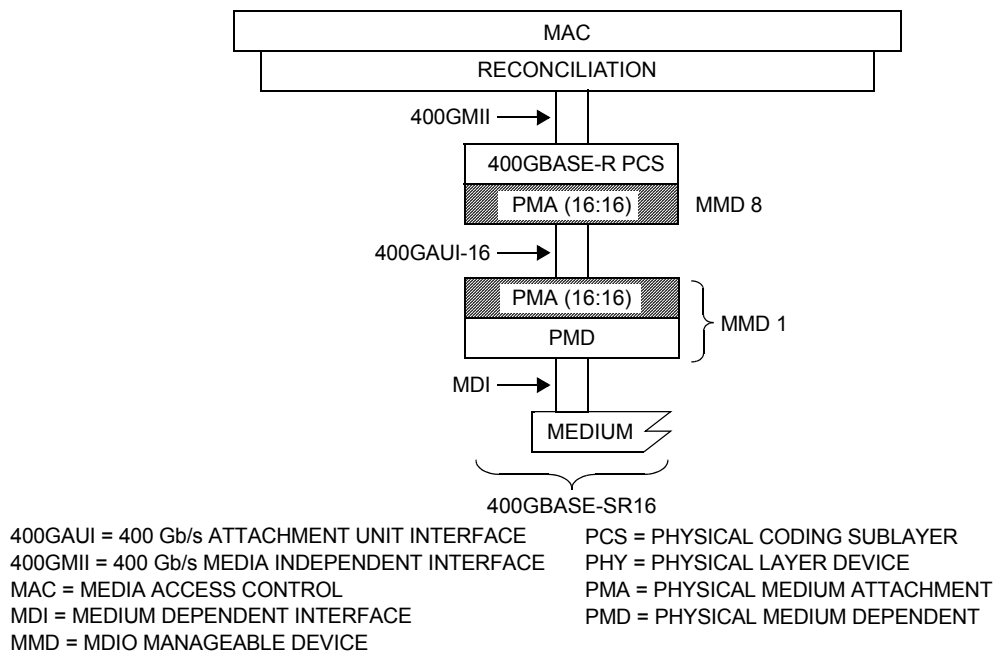 MAC
RECONCILIATION
400GMII
400GBASE-R PCS
PMA (16:16)
MMD 8
400GAUI-16
PMA (16:16)
MMD 1
PMD
MDI
MEDIUM
400GBASE-SR16
400GAUI = 400 Gb/s ATTACHMENT UNIT INTERFACE
400GMII = 400 Gb/s MEDIA INDEPENDENT INTERFACE
MAC = MEDIA ACCESS CONTROL
MDI = MEDIUM DEPENDENT INTERFACE
MMD = MDIO MANAGEABLE DEVICE
PCS = PHYSICAL CODING SUBLAYER
PHY = PHYSICAL LAYER DEVICE
PMA = PHYSICAL MEDIUM ATTACHMENT
PMD = PHYSICAL MEDIUM DEPENDENT